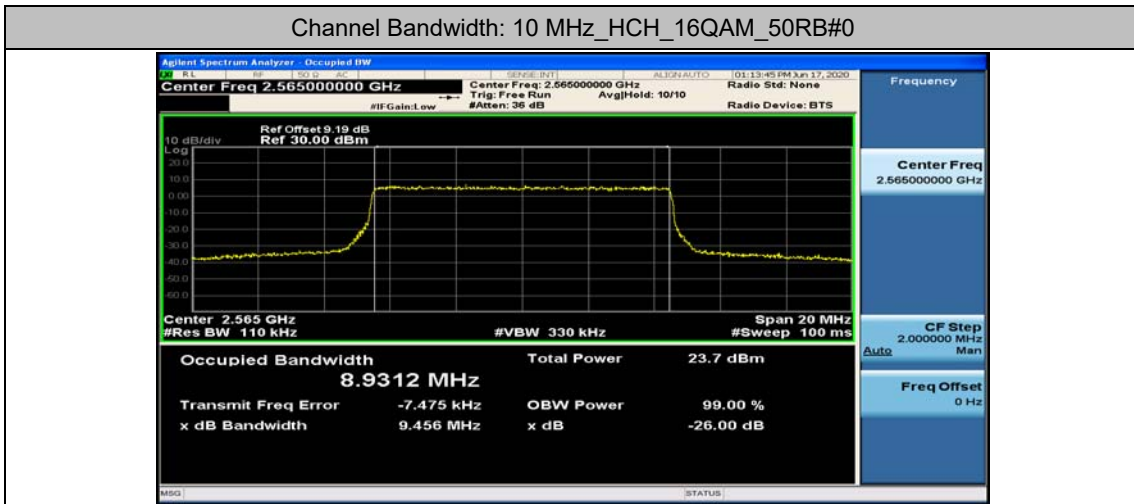 Channel Bandwidth: 10 MHz_HCH_16QAM_50RB#0
Agilent Spectrum Analyzer - Occupied BW
RL RF 50 Ω AC SENSE:INT ALIGN AUTO 01:13:45 PM Jun 17, 2020
Center Freq 2.565000000 GHz
Center Freq: 2.565000000 GHz
Radio Std: None
Trig: Free Run Avg|Hold: 10/10
#IFGain:Low #Atten: 36 dB Radio Device: BTS
Frequency
Ref Offset 9.19 dB
10 dB/div Ref 30.00 dBm
Log
20.0
10.0
0.00
-10.0
-20.0
-30.0
-40.0
-50.0
-60.0
Center Freq
2.565000000 GHz
Center 2.565 GHz Span 20 MHz
#Res BW 110 kHz #VBW 330 kHz #Sweep 100 ms
CF Step
2.000000 MHz
Auto Man
Occupied Bandwidth Total Power 23.7 dBm
8.9312 MHz
Freq Offset
0 Hz
Transmit Freq Error -7.475 kHz OBW Power 99.00 %
x dB Bandwidth 9.456 MHz x dB -26.00 dB
MSG STATUS